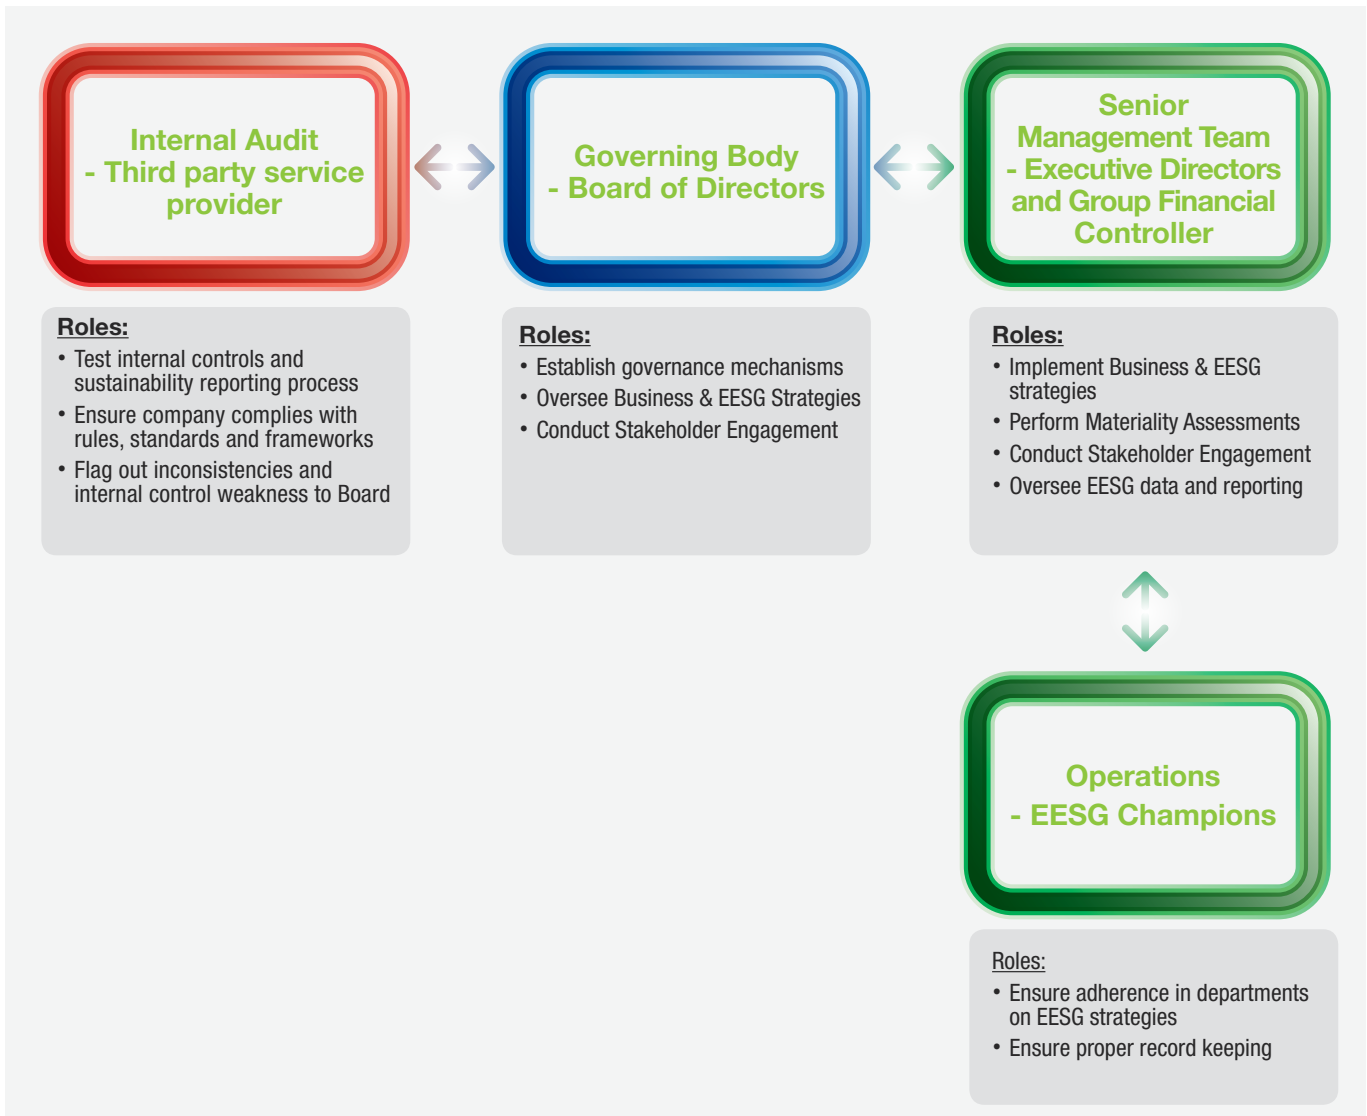 Internal Audit
- Third party service
provider
Roles:
• Test internal controls and
sustainability reporting process
• Ensure company complies with
rules, standards and frameworks
• Flag out inconsistencies and
internal control weakness to Board
Governing Body
- Board of Directors
Roles:
• Establish governance mechanisms
• Oversee Business & EESG Strategies
• Conduct Stakeholder Engagement
Senior
Management Team
- Executive Directors
and Group Financial
Controller
Roles:
• Implement Business & EESG
strategies
• Perform Materiality Assessments
• Conduct Stakeholder Engagement
• Oversee EESG data and reporting
Operations
- EESG Champions
Roles:
• Ensure adherence in departments
on EESG strategies
• Ensure proper record keeping